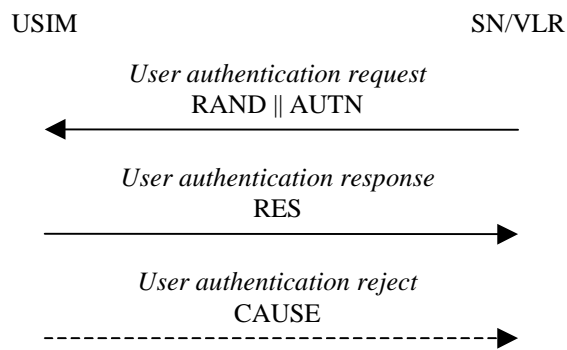 USIM SN/VLR
User authentication request
RAND || AUTN
User authentication response
RES
User authentication reject
CAUSE